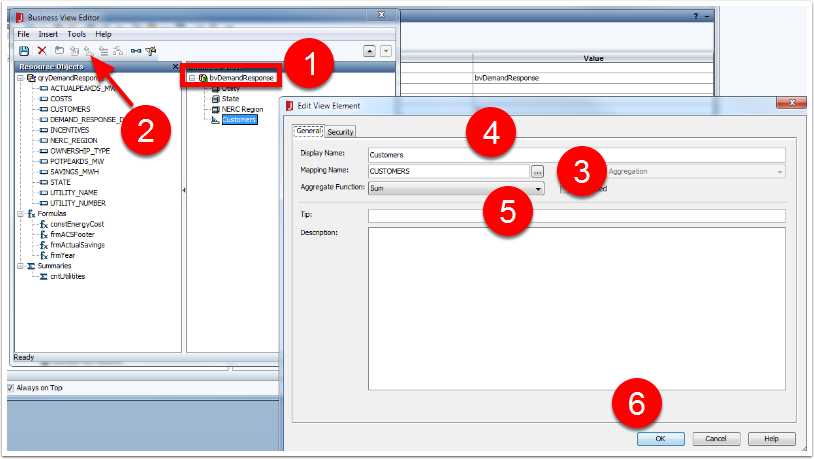 Business View Editor
File Insert Tools Help
Resource Objects
qryDemandRespon
ACTUALPEAKDS_MW
COSTS
CUSTOMERS
DEMAND_RESPONSE_D
INCENTIVES
NERC_REGION
OWNERSHIP_TYPE
POTPEAKDS_MW
SAVINGS_MWH
STATE
UTILITY_NAME
UTILITY_NUMBER
Formulas
constEnergyCost
frmACSFooter
frmActualSavings
frmYear
Summaries
cntUtilitites
Ready
Always on Top
1
bvDemandResponse
Utility
State
NERC Region
Customers
2
Value
bvDemandResponse
Edit View Element
General Security
4
Display Name: Customers
Mapping Name: CUSTOMERS ... 3 Aggregation
Aggregate Function: Sum
5
Tip:
Description:
6
OK Cancel Help